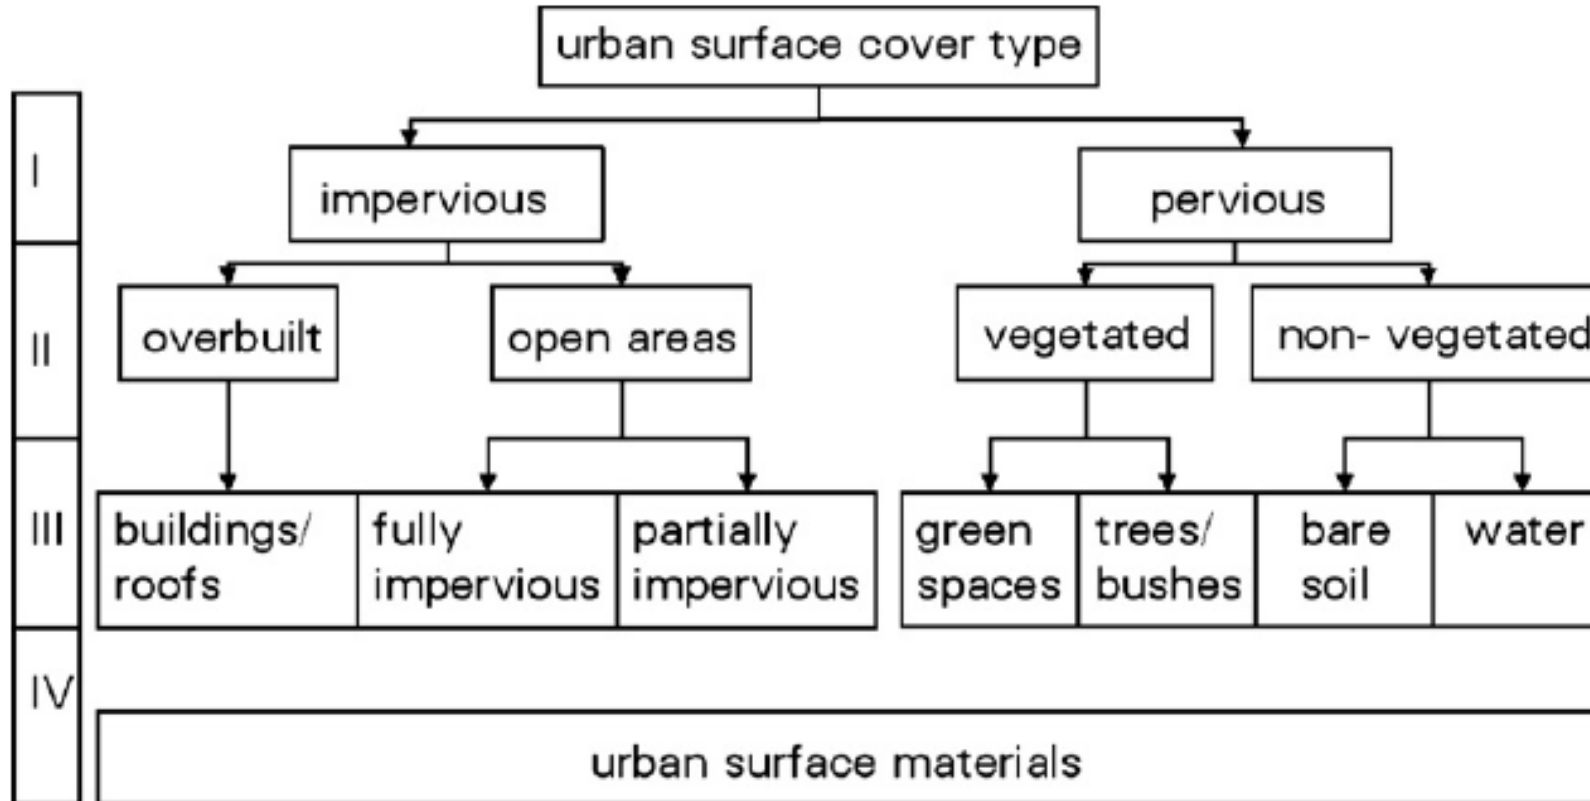 urban surface cover type
I
impervious
pervious
II
overbuilt
open areas
vegetated
non- vegetated
III
buildings/
roofs
fully
impervious
partially
impervious
green
spaces
trees/
bushes
bare
soil
water
IV
urban surface materials